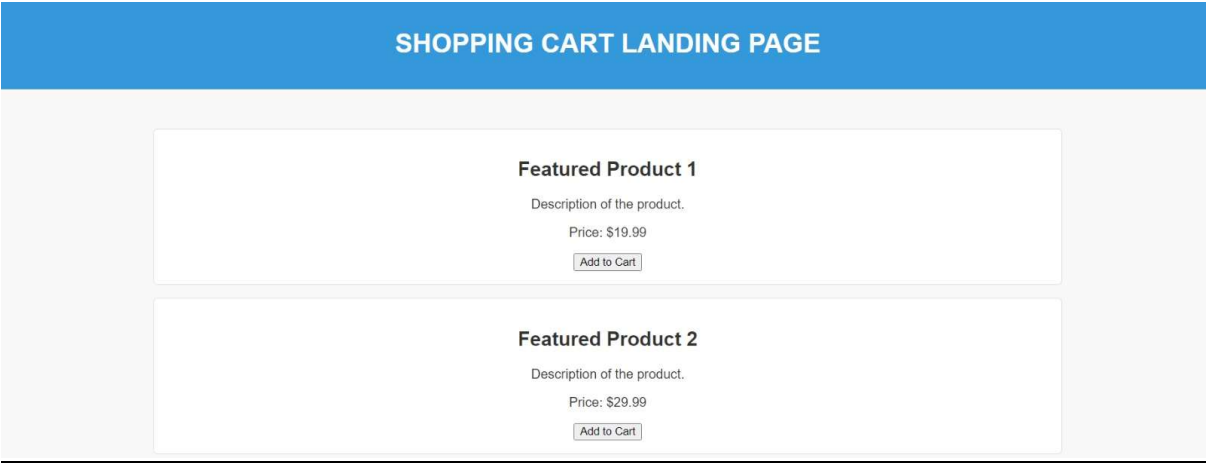 SHOPPING CART LANDING PAGE
Featured Product 1
Description of the product.
Price: $19.99
Add to Cart
Featured Product 2
Description of the product.
Price: $29.99
Add to Cart